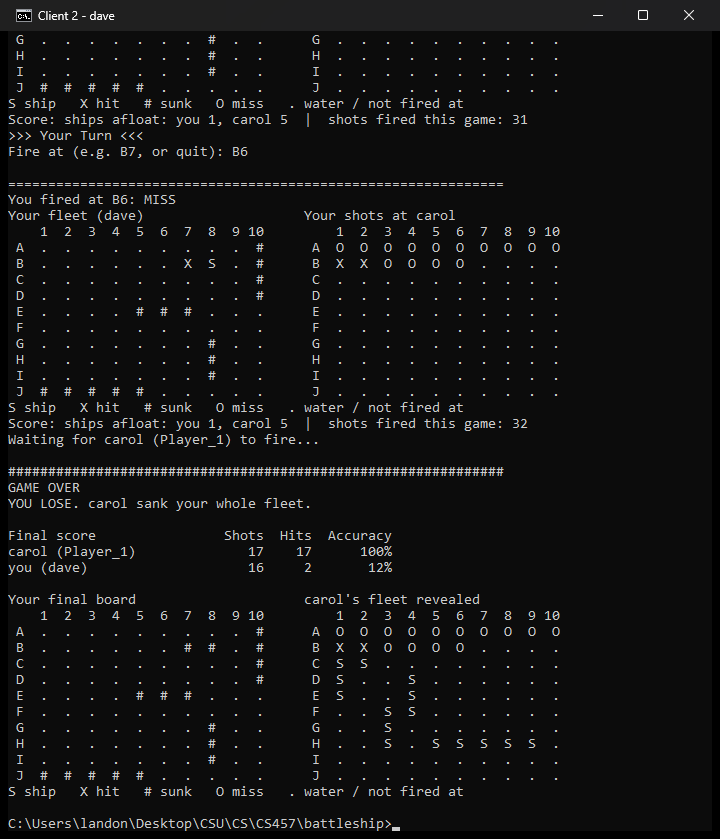 Client 2 - dave
G  .  .  .  .  .  .  .  #  .  .      G  .  .  .  .  .  .  .  .  .  .
H  .  .  .  .  .  .  .  #  .  .      H  .  .  .  .  .  .  .  .  .  .
I  .  .  .  .  .  .  .  #  .  .      I  .  .  .  .  .  .  .  .  .  .
J  #  #  #  #  #  .  .  .  .  .      J  .  .  .  .  .  .  .  .  .  .
S ship   X hit   # sunk   O miss   . water / not fired at
Score: ships afloat: you 1, carol 5  |  shots fired this game: 31
>>> Your Turn <<<
Fire at (e.g. B7, or quit): B6
==============================================================
You fired at B6: MISS
Your fleet (dave)                    Your shots at carol
    1  2  3  4  5  6  7  8  9 10         1  2  3  4  5  6  7  8  9 10
A  .  .  .  .  .  .  .  .  .  #      A  O  O  O  O  O  O  O  O  O  O
B  .  .  .  .  .  .  X  S  .  #      B  X  X  O  O  O  O  .  .  .  .
C  .  .  .  .  .  .  .  .  .  #      C  .  .  .  .  .  .  .  .  .  .
D  .  .  .  .  .  .  .  .  .  #      D  .  .  .  .  .  .  .  .  .  .
E  .  .  .  .  #  #  #  .  .  .      E  .  .  .  .  .  .  .  .  .  .
F  .  .  .  .  .  .  .  .  .  .      F  .  .  .  .  .  .  .  .  .  .
G  .  .  .  .  .  .  .  #  .  .      G  .  .  .  .  .  .  .  .  .  .
H  .  .  .  .  .  .  .  #  .  .      H  .  .  .  .  .  .  .  .  .  .
I  .  .  .  .  .  .  .  #  .  .      I  .  .  .  .  .  .  .  .  .  .
J  #  #  #  #  #  .  .  .  .  .      J  .  .  .  .  .  .  .  .  .  .
S ship   X hit   # sunk   O miss   . water / not fired at
Score: ships afloat: you 1, carol 5  |  shots fired this game: 32
Waiting for carol (Player_1) to fire...
##############################################################
GAME OVER
YOU LOSE. carol sank your whole fleet.
Final score                Shots  Hits  Accuracy
carol (Player_1)              17    17      100%
you (dave)                    16     2       12%
Your final board                     carol's fleet revealed
    1  2  3  4  5  6  7  8  9 10         1  2  3  4  5  6  7  8  9 10
A  .  .  .  .  .  .  .  .  .  #      A  O  O  O  O  O  O  O  O  O  O
B  .  .  .  .  .  .  #  #  .  #      B  X  X  O  O  O  O  .  .  .  .
C  .  .  .  .  .  .  .  .  .  #      C  S  S  .  .  .  .  .  .  .  .
D  .  .  .  .  .  .  .  .  .  #      D  S  .  .  S  .  .  .  .  .  .
E  .  .  .  .  #  #  #  .  .  .      E  S  .  .  S  .  .  .  .  .  .
F  .  .  .  .  .  .  .  .  .  .      F  .  .  S  S  .  .  .  .  .  .
G  .  .  .  .  .  .  .  #  .  .      G  .  .  S  .  .  .  .  .  .  .
H  .  .  .  .  .  .  .  #  .  .      H  .  .  S  .  S  S  S  S  S  .
I  .  .  .  .  .  .  .  #  .  .      I  .  .  .  .  .  .  .  .  .  .
J  #  #  #  #  #  .  .  .  .  .      J  .  .  .  .  .  .  .  .  .  .
S ship   X hit   # sunk   O miss   . water / not fired at
C:\Users\landon\Desktop\CSU\CS\CS457\battleship>